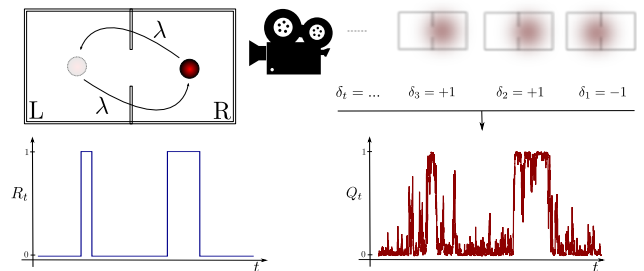 λ
λ
L
R
δₜ = ...
δ₃ = +1
δ₂ = +1
δ₁ = −1
1
Rₜ
0
t
1
Qₜ
0
t